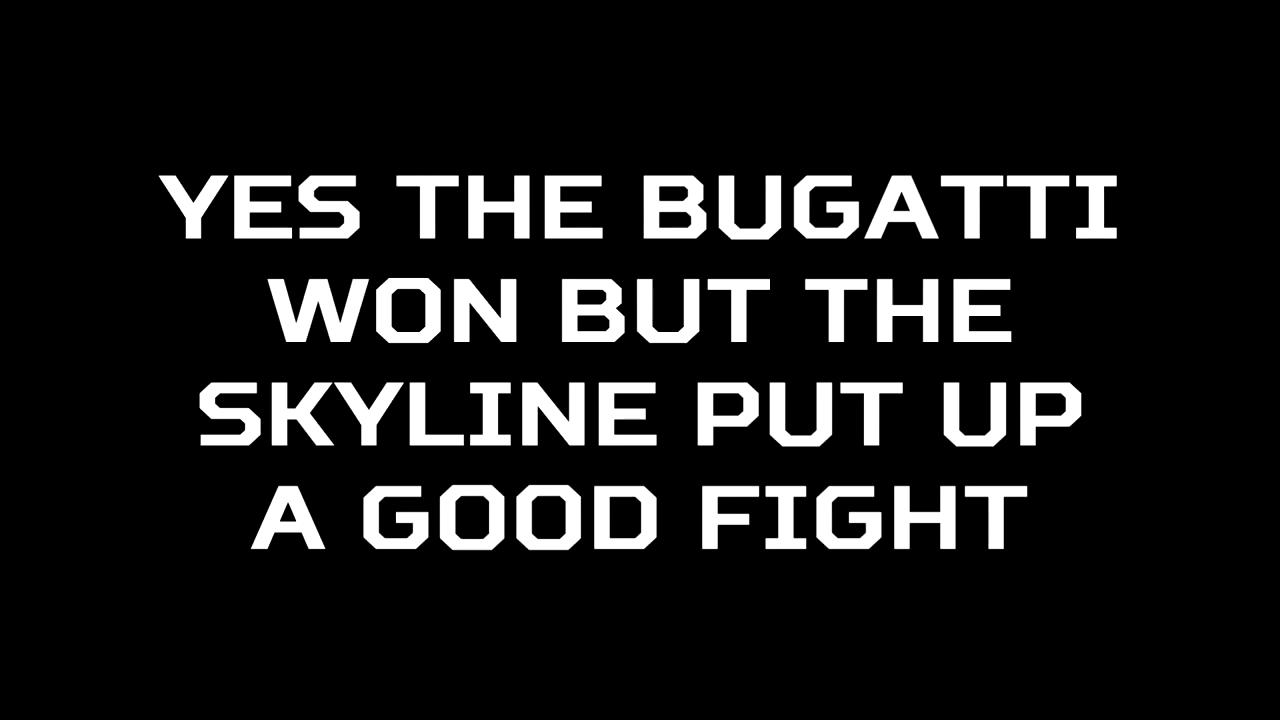 YES THE BUGATTI
WON BUT THE
SKYLINE PUT UP
A GOOD FIGHT